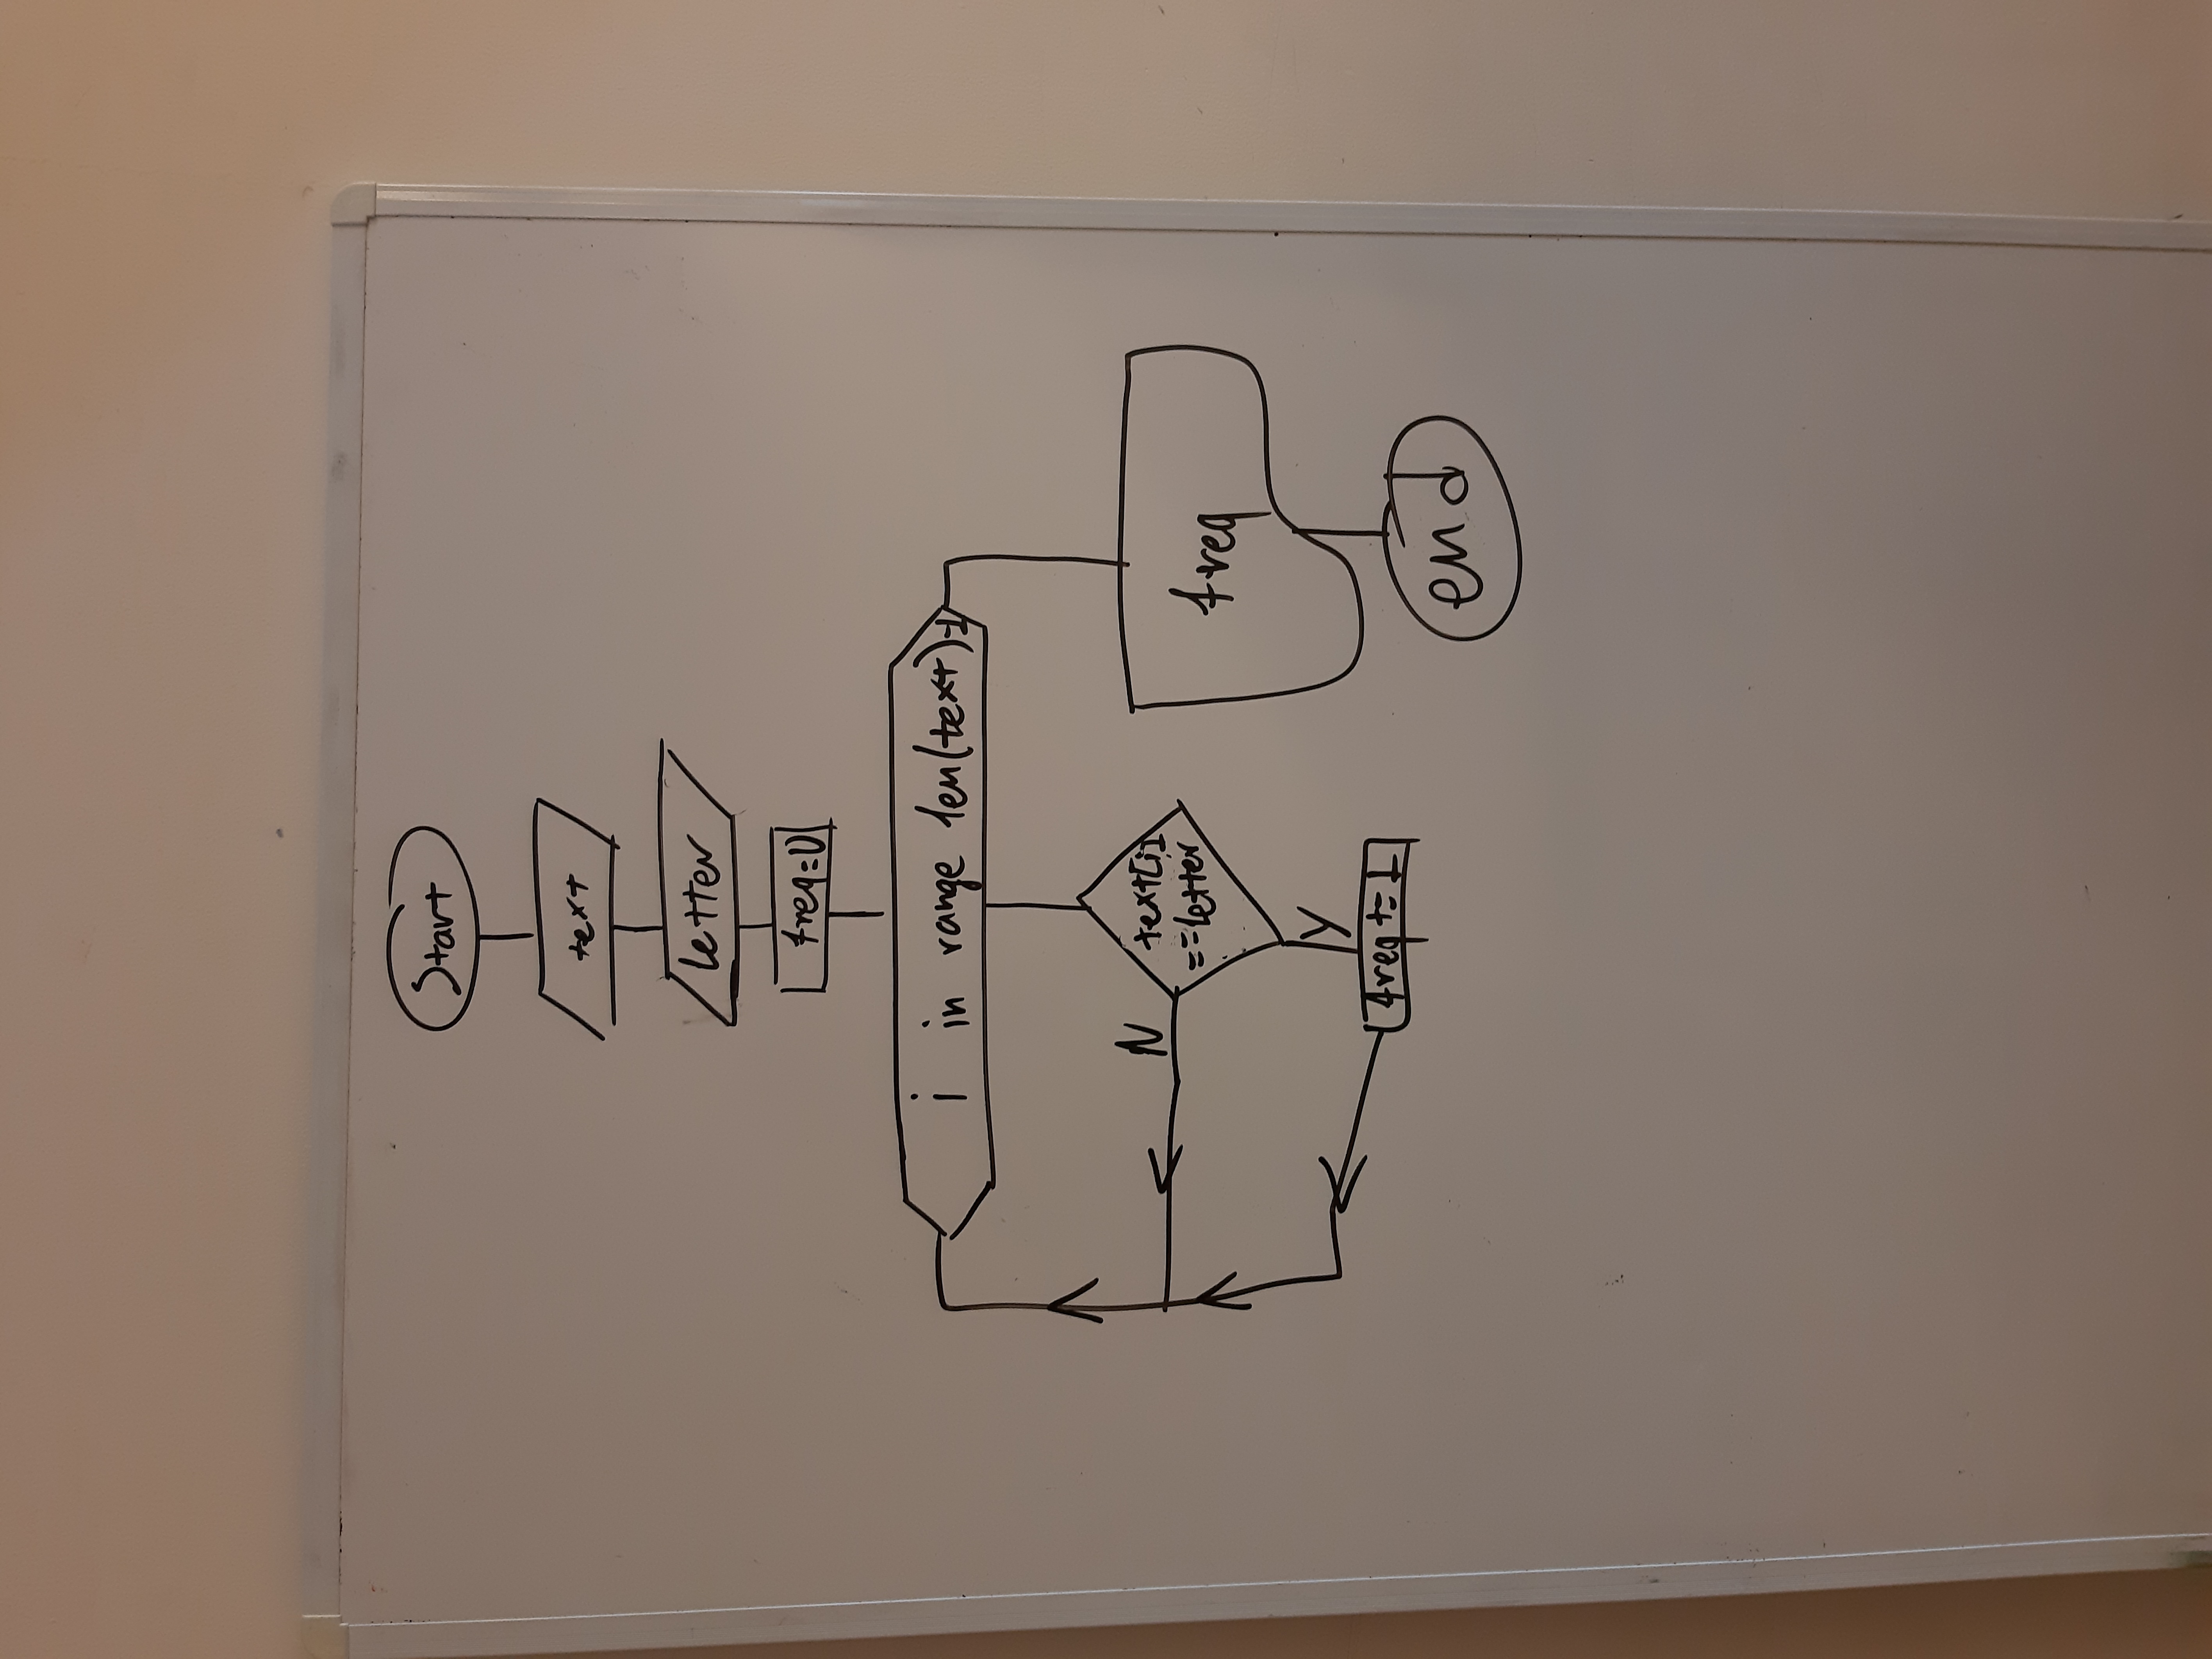 Start
text
letter
freq=0
i in range len(text)-1
N
text[i]
==letter
freq
Y
freq += 1
end